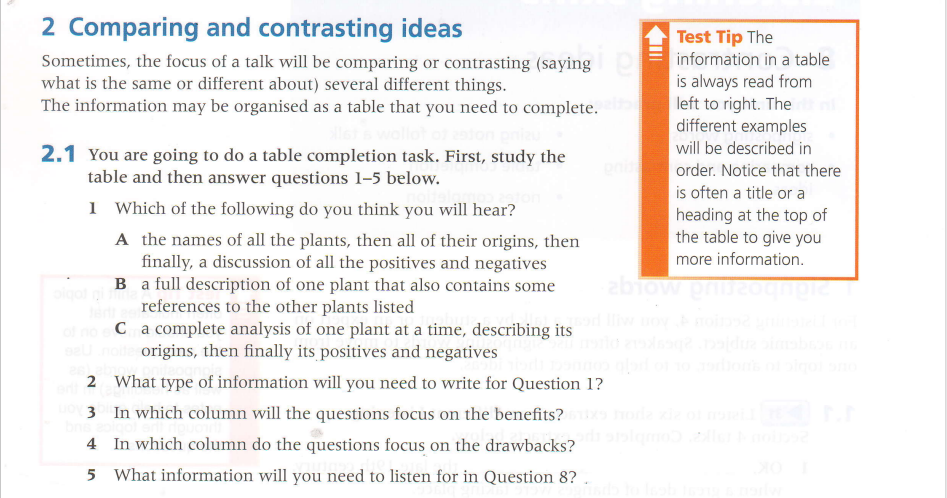 2 Comparing and contrasting ideas
Sometimes, the focus of a talk will be comparing or contrasting (saying
what is the same or different about) several different things.
The information may be organised as a table that you need to complete.
2.1 You are going to do a table completion task. First, study the
table and then answer questions 1–5 below.
1 Which of the following do you think you will hear?
A the names of all the plants, then all of their origins, then
finally, a discussion of all the positives and negatives
B a full description of one plant that also contains some
references to the other plants listed
C a complete analysis of one plant at a time, describing its
origins, then finally its positives and negatives
2 What type of information will you need to write for Question 1?
3 In which column will the questions focus on the benefits?
4 In which column do the questions focus on the drawbacks?
5 What information will you need to listen for in Question 8?
Test Tip The
information in a table
is always read from
left to right. The
different examples
will be described in
order. Notice that there
is often a title or a
heading at the top of
the table to give you
more information.